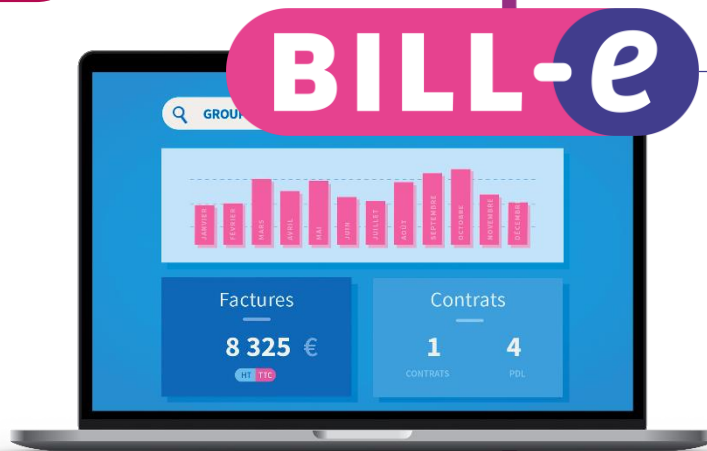 BILL-e
GROUP
JANVIER
FÉVRIER
MARS
AVRIL
MAI
JUIN
JUILLET
AOÛT
SEPTEMBRE
OCTOBRE
NOVEMBRE
DÉCEMBRE
Factures
8 325 €
HT TTC
Contrats
1 4
CONTRATS PDL